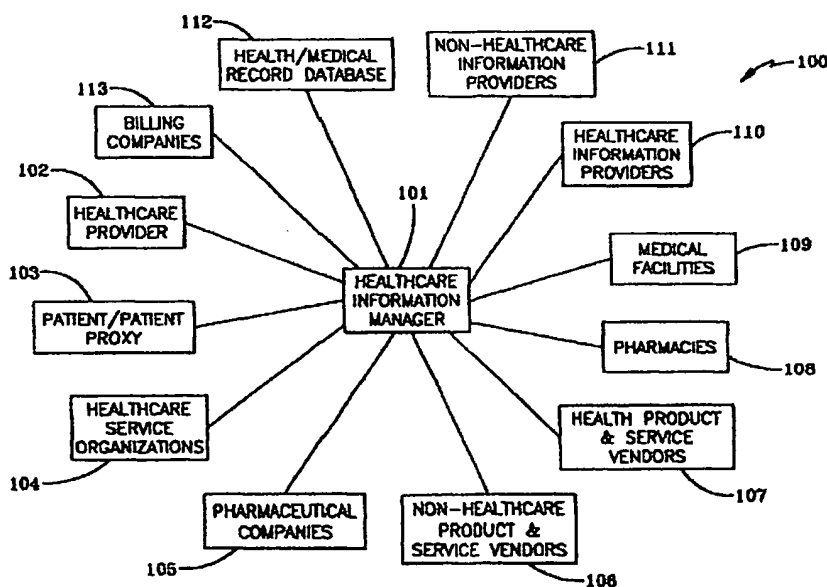 112
HEALTH/MEDICAL
RECORD DATABASE
NON-HEALTHCARE
INFORMATION
PROVIDERS
111
100
113
BILLING
COMPANIES
HEALTHCARE
INFORMATION
PROVIDERS
110
102
HEALTHCARE
PROVIDER
101
HEALTHCARE
INFORMATION
MANAGER
MEDICAL
FACILITIES
109
103
PATIENT/PATIENT
PROXY
PHARMACIES
108
HEALTHCARE
SERVICE
ORGANIZATIONS
104
HEALTH PRODUCT
& SERVICE
VENDORS
107
PHARMACEUTICAL
COMPANIES
105
NON-HEALTHCARE
PRODUCT &
SERVICE VENDORS
106